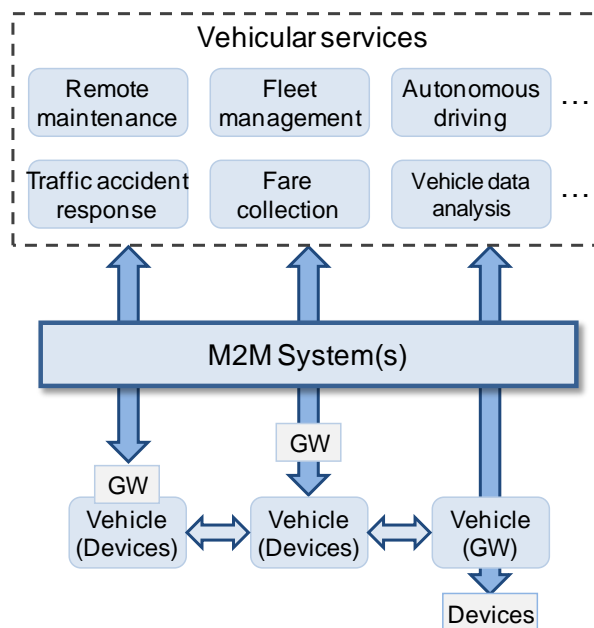 Vehicular services
Remote
maintenance
Fleet
management
Autonomous
driving
...
Traffic accident
response
Fare
collection
Vehicle data
analysis
...
M2M System(s)
GW
GW
Vehicle
(Devices)
Vehicle
(Devices)
Vehicle
(GW)
Devices